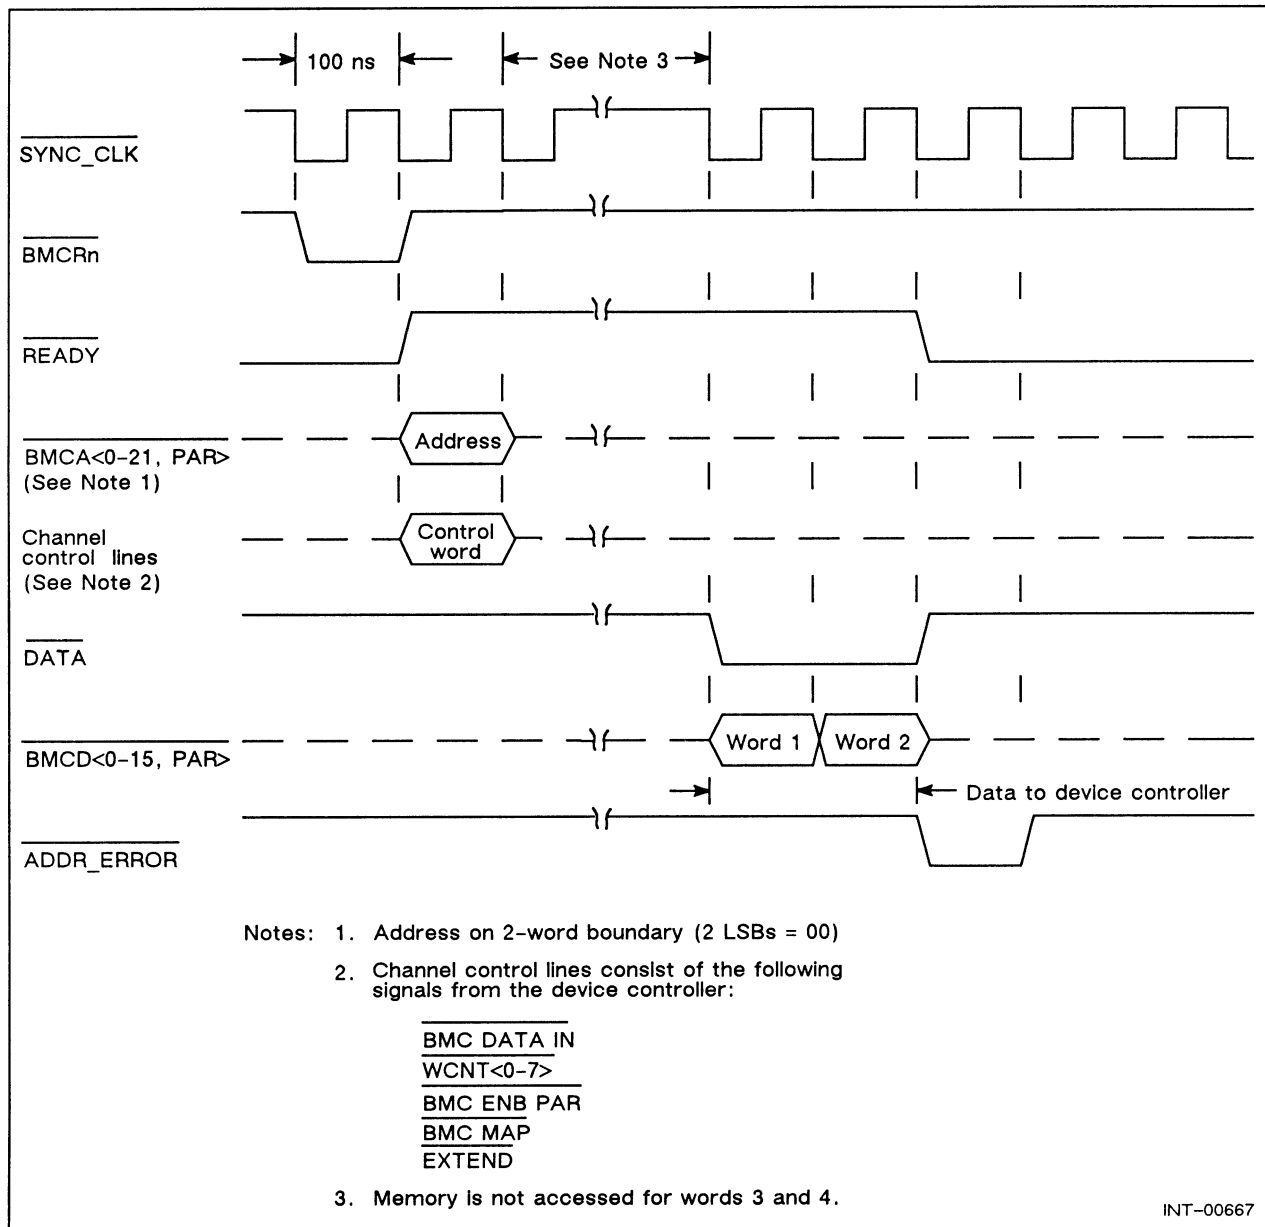 100 ns
See Note 3
SYNC_CLK
BMCRn
READY
Address
BMCA<0-21, PAR>
(See Note 1)
Control
word
Channel
control lines
(See Note 2)
DATA
Word 1
Word 2
BMCD<0-15, PAR>
Data to device controller
ADDR_ERROR
Notes: 1. Address on 2-word boundary (2 LSBs = 00)
2. Channel control lines consist of the following
signals from the device controller:
BMC DATA IN
WCNT<0-7>
BMC ENB PAR
BMC MAP
EXTEND
3. Memory is not accessed for words 3 and 4.
INT-00667